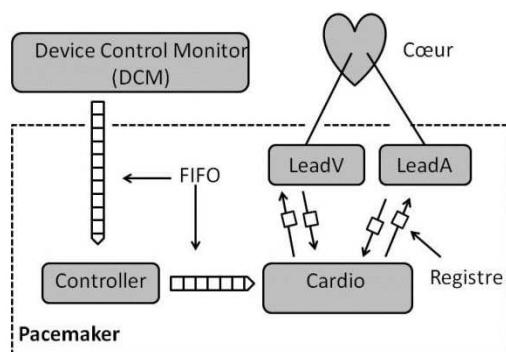 Device Control Monitor
(DCM)
Cœur
LeadV
LeadA
FIFO
Controller
Cardio
Registre
Pacemaker